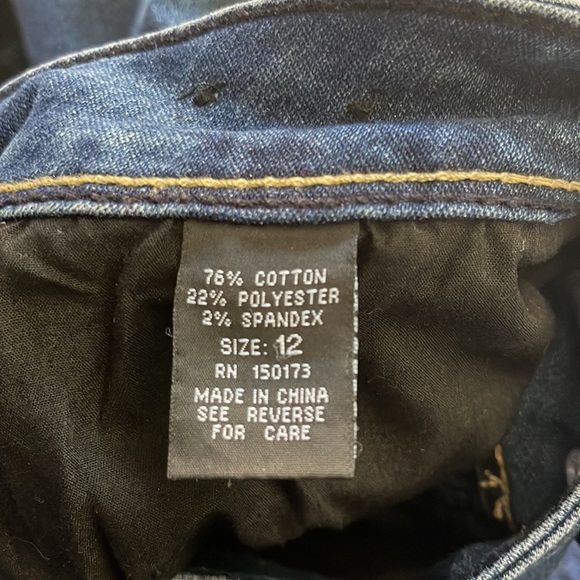 76% COTTON
22% POLYESTER
2% SPANDEX
SIZE: 12
RN 150173
MADE IN CHINA
SEE REVERSE
FOR CARE